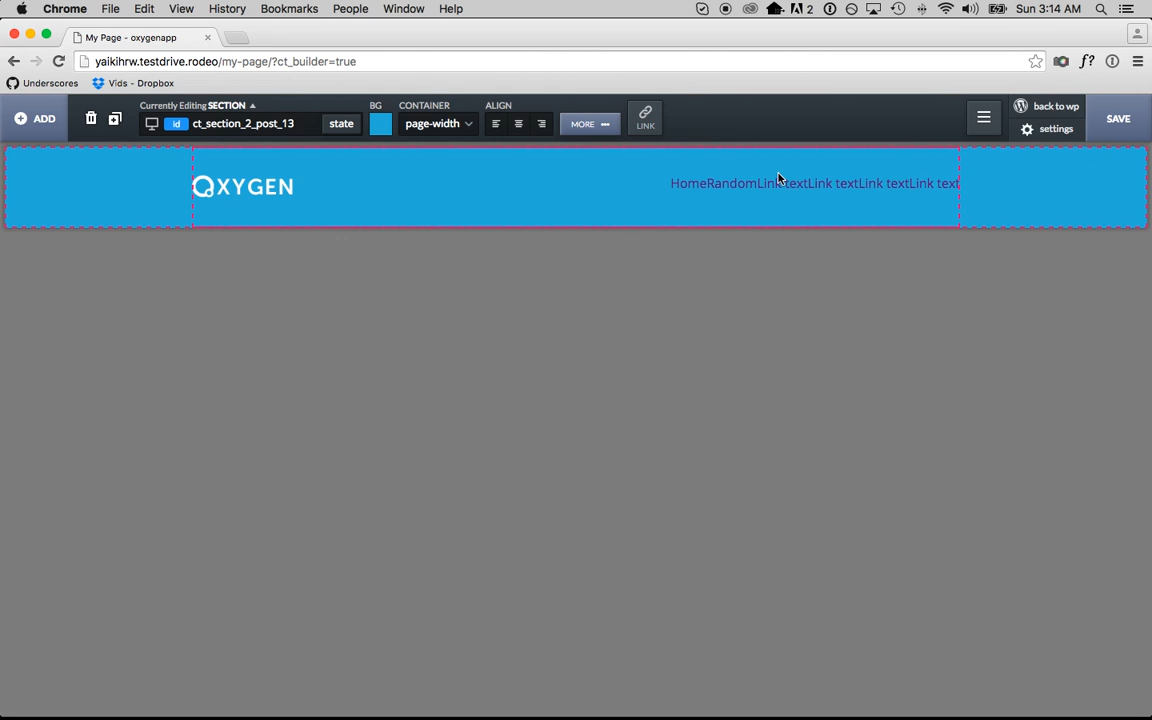 Chrome File Edit View History Bookmarks People Window Help 2 Sun 3:14 AM
My Page - oxygenapp
yaikihrw.testdrive.rodeo/my-page/?ct_builder=true f?
Underscores Vids - Dropbox
Currently Editing SECTION BG CONTAINER ALIGN
ADD id ct_section_2_post_13 state page-width MORE LINK back to wp settings SAVE
OXYGEN HomeRandomLink textLink textLink textLink text